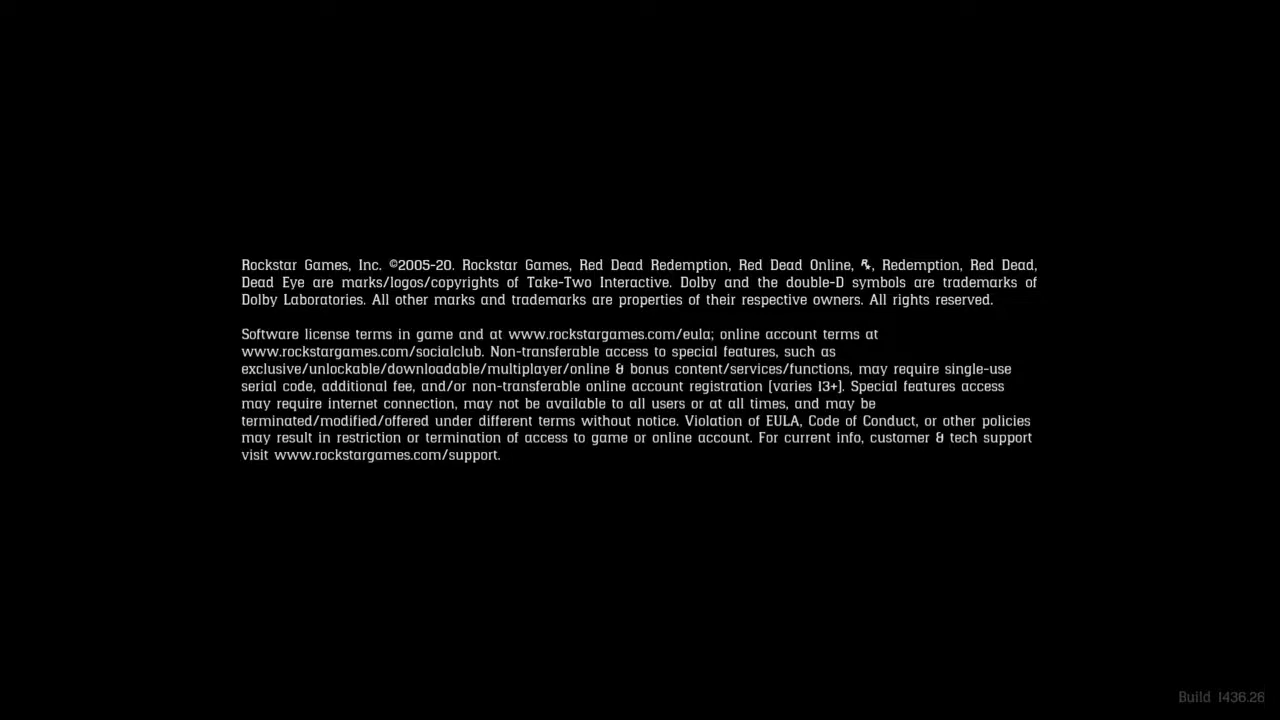 Rockstar Games, Inc. ©2005-20. Rockstar Games, Red Dead Redemption, Red Dead Online, R★, Redemption, Red Dead,
Dead Eye are marks/logos/copyrights of Take-Two Interactive. Dolby and the double-D symbols are trademarks of
Dolby Laboratories. All other marks and trademarks are properties of their respective owners. All rights reserved.
Software license terms in game and at www.rockstargames.com/eula; online account terms at
www.rockstargames.com/socialclub. Non-transferable access to special features, such as
exclusive/unlockable/downloadable/multiplayer/online & bonus content/services/functions, may require single-use
serial code, additional fee, and/or non-transferable online account registration (varies 13+). Special features access
may require internet connection, may not be available to all users or at all times, and may be
terminated/modified/offered under different terms without notice. Violation of EULA, Code of Conduct, or other policies
may result in restriction or termination of access to game or online account. For current info, customer & tech support
visit www.rockstargames.com/support.
Build 1436.26